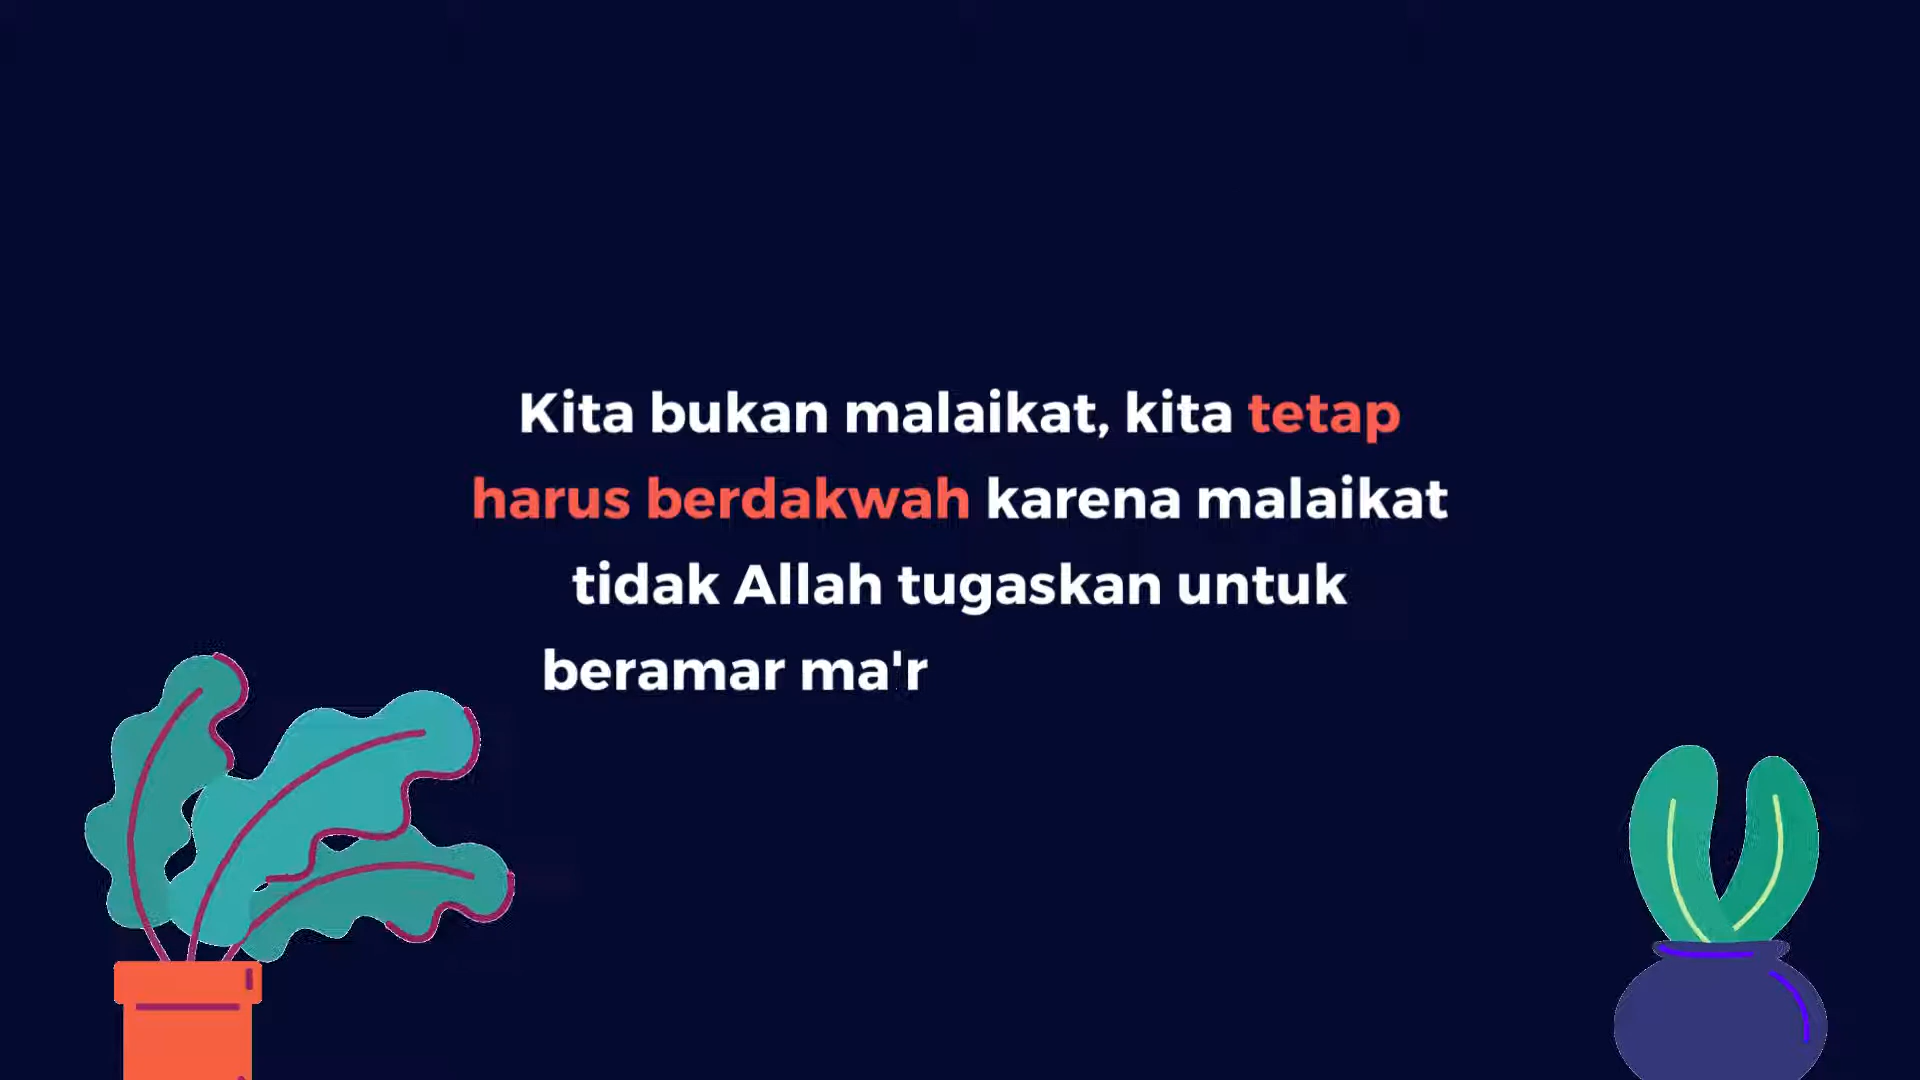 Kita bukan malaikat, kita tetap
harus berdakwah karena malaikat
tidak Allah tugaskan untuk
beramar ma'r